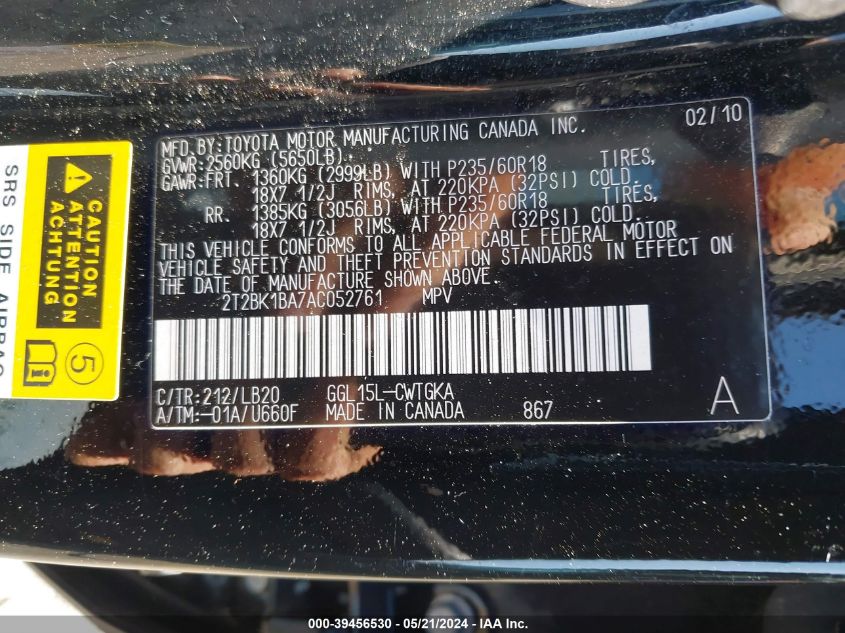 MFD. BY: TOYOTA MOTOR MANUFACTURING CANADA INC. 02/10
GVWR: 2560KG (5650LB)
GAWR: FRT. 1360KG (2999LB) WITH P235/60R18 TIRES,
18X7 1/2J RIMS, AT 220KPA (32PSI) COLD.
RR. 1385KG (3056LB) WITH P235/60R18 TIRES,
18X7 1/2J RIMS, AT 220KPA (32PSI) COLD.
THIS VEHICLE CONFORMS TO ALL APPLICABLE FEDERAL MOTOR
VEHICLE SAFETY AND THEFT PREVENTION STANDARDS IN EFFECT ON
THE DATE OF MANUFACTURE SHOWN ABOVE.
2T2BK1BA7AC052761 MPV
C/TR: 212/LB20 GGL15L-CWTGKA
A/TM: -01A/U660F MADE IN CANADA 867 A
SRS SIDE AIRBAG
CAUTION
ATTENTION
ACHTUNG
5
000-39456530 - 05/21/2024 - IAA Inc.